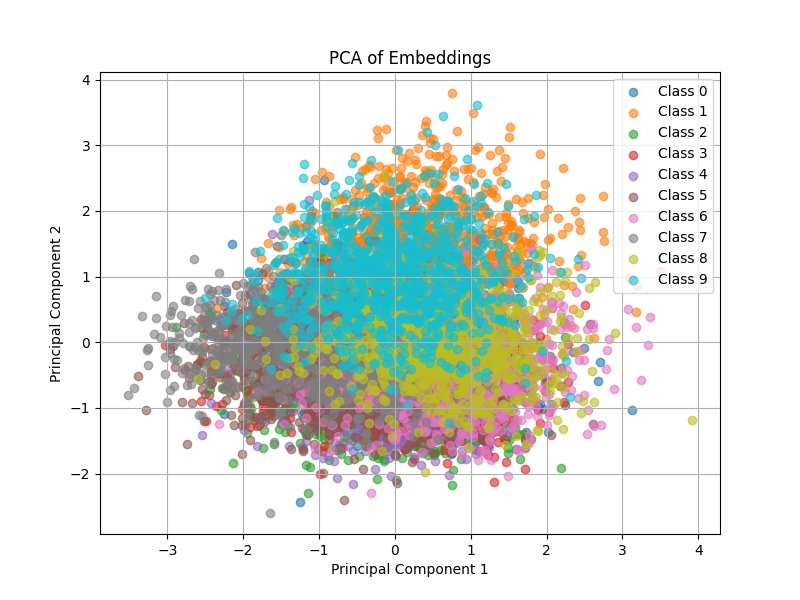 PCA of Embeddings
Class 0
Class 1
Class 2
Class 3
Class 4
Class 5
Class 6
Class 7
Class 8
Class 9
Principal Component 2
4
3
2
1
0
−1
−2
−3
−2
−1
0
1
2
3
4
Principal Component 1